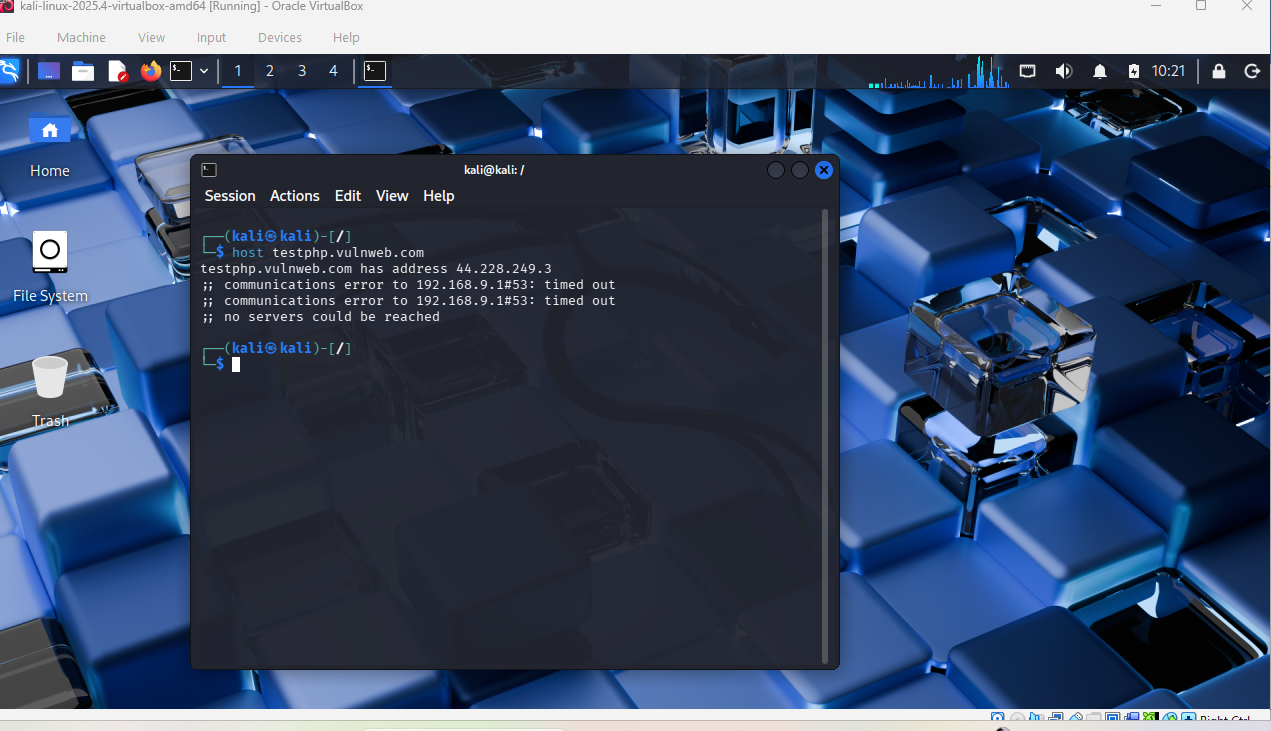 kali-linux-2025.4-virtualbox-amd64 [Running] - Oracle VirtualBox
File Machine View Input Devices Help
1 2 3 4 10:21
Home
File System
Trash
kali@kali: /
Session Actions Edit View Help
┌──(kali㉿kali)-[/]
└─$ host testphp.vulnweb.com
testphp.vulnweb.com has address 44.228.249.3
;; communications error to 192.168.9.1#53: timed out
;; communications error to 192.168.9.1#53: timed out
;; no servers could be reached
┌──(kali㉿kali)-[/]
└─$
Right Ctrl